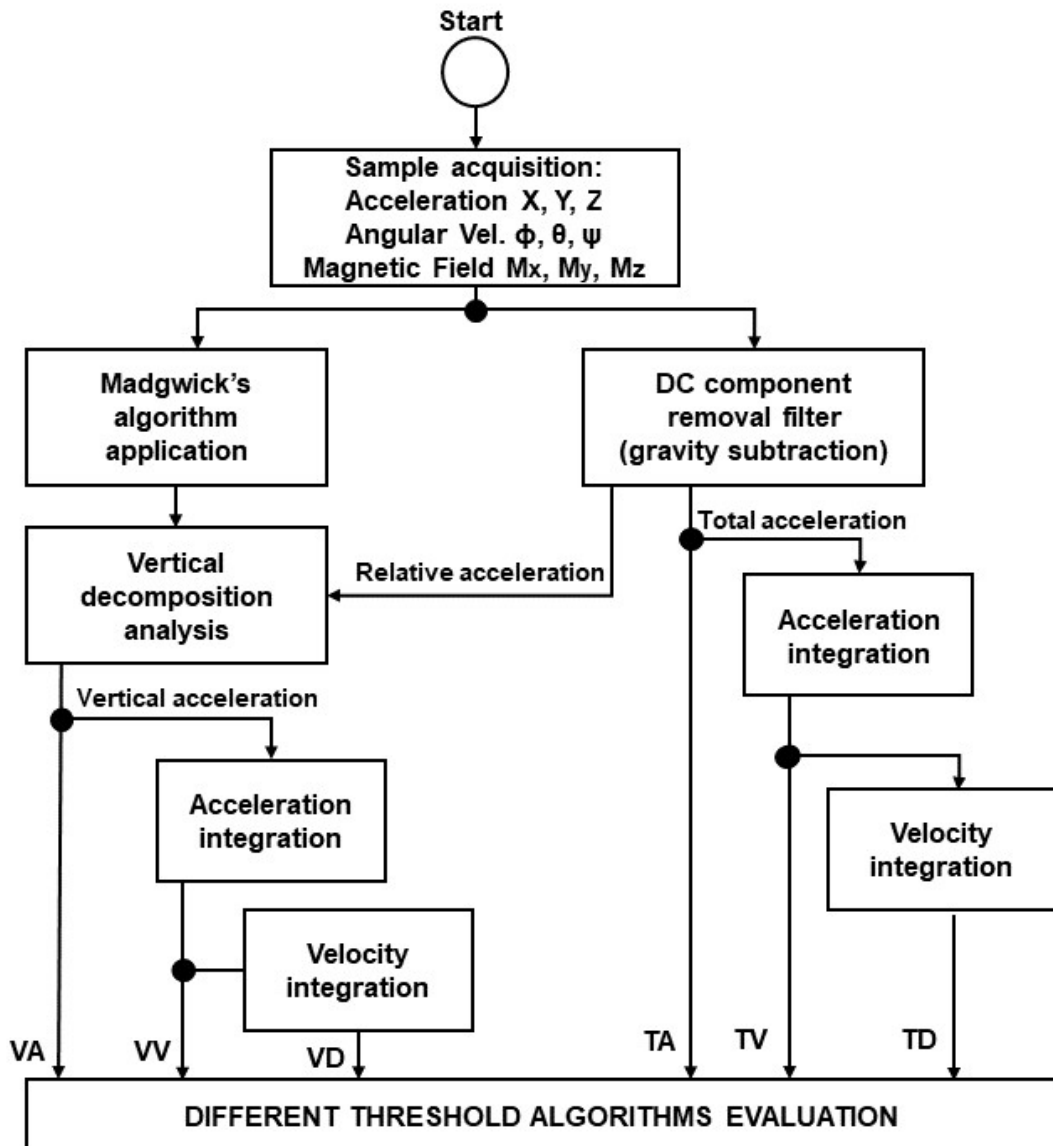 Start
Sample acquisition:
Acceleration X, Y, Z
Angular Vel. ϕ, θ, ψ
Magnetic Field Mx, My, Mz
Madgwick’s
algorithm
application
DC component
removal filter
(gravity subtraction)
Total acceleration
Vertical
decomposition
analysis
Relative acceleration
Acceleration
integration
Vertical acceleration
Acceleration
integration
Velocity
integration
Velocity
integration
VA
VV
VD
TA
TV
TD
DIFFERENT THRESHOLD ALGORITHMS EVALUATION